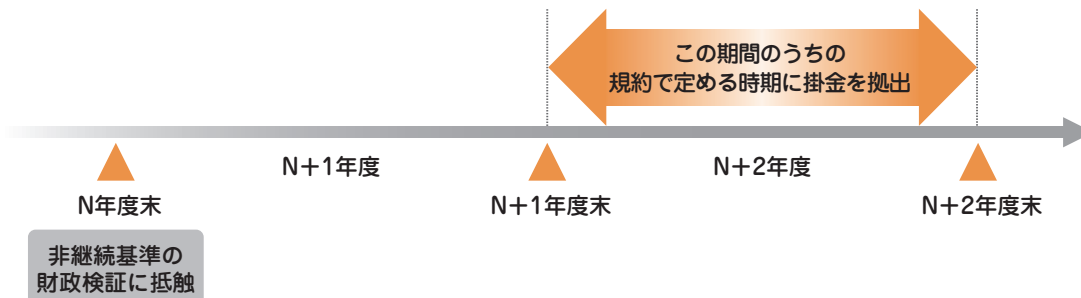 この期間のうちの
規約で定める時期に掛金を拠出
N＋1年度
N＋2年度
N年度末
N＋1年度末
N＋2年度末
非継続基準の
財政検証に抵触